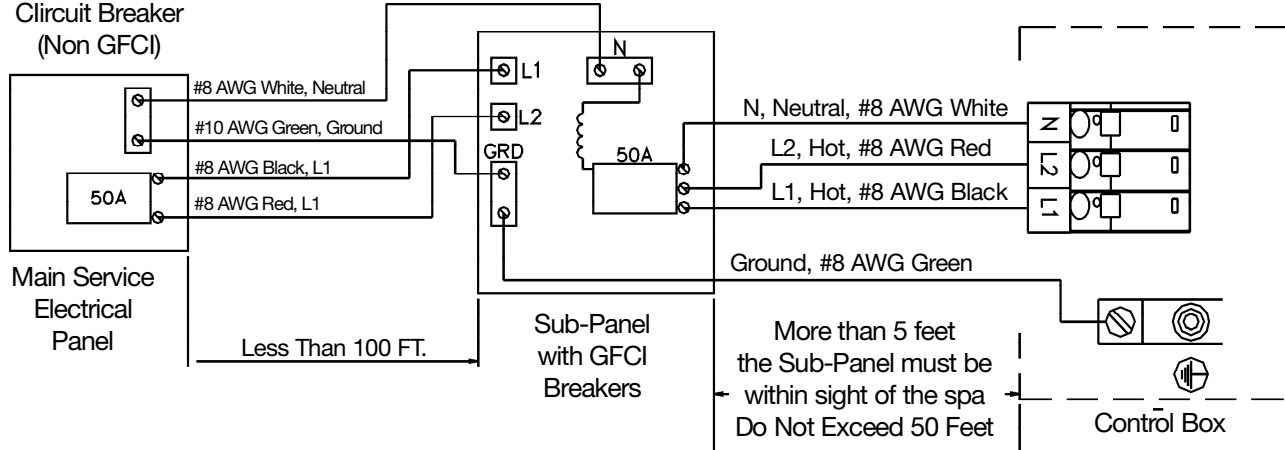 Clircuit Breaker
(Non GFCI)
#8 AWG White, Neutral
#10 AWG Green, Ground
#8 AWG Black, L1
50A
#8 AWG Red, L1
Main Service
Electrical
Panel
Less Than 100 FT.
N
L1
L2
GRD
50A
Sub-Panel
with GFCI
Breakers
N, Neutral, #8 AWG White
L2, Hot, #8 AWG Red
L1, Hot, #8 AWG Black
Ground, #8 AWG Green
More than 5 feet
the Sub-Panel must be
within sight of the spa
Do Not Exceed 50 Feet
N
L2
L1
Control Box